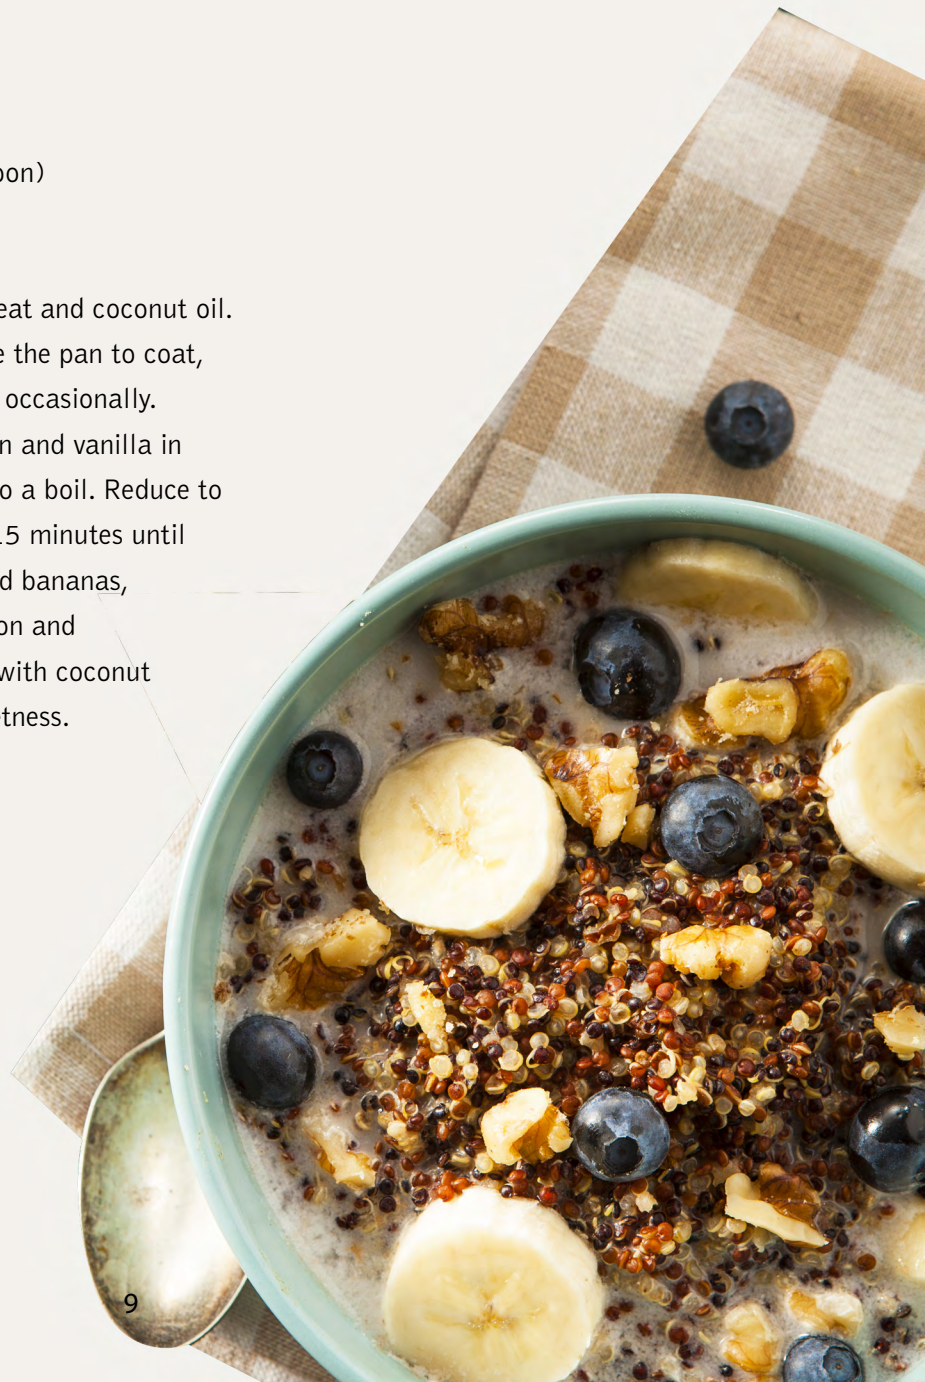 oon)
eat and coconut oil.
e the pan to coat,
occasionally.
n and vanilla in
o a boil. Reduce to
15 minutes until
d bananas,
on and
with coconut
etness.
9